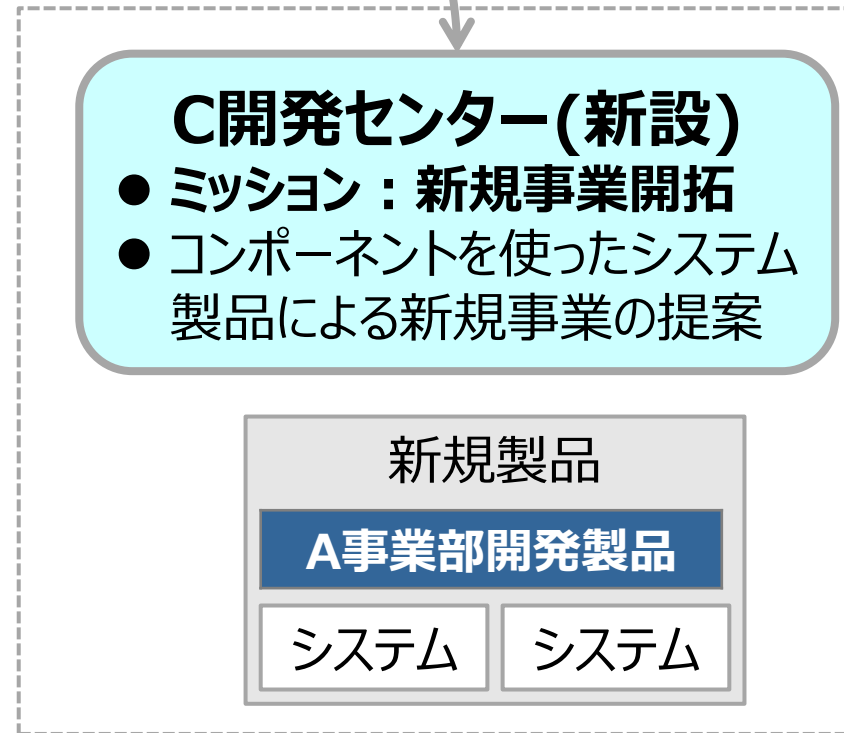 C開発センター(新設)
● ミッション：新規事業開拓
● コンポーネントを使ったシステム
製品による新規事業の提案
新規製品
A事業部開発製品
システム システム